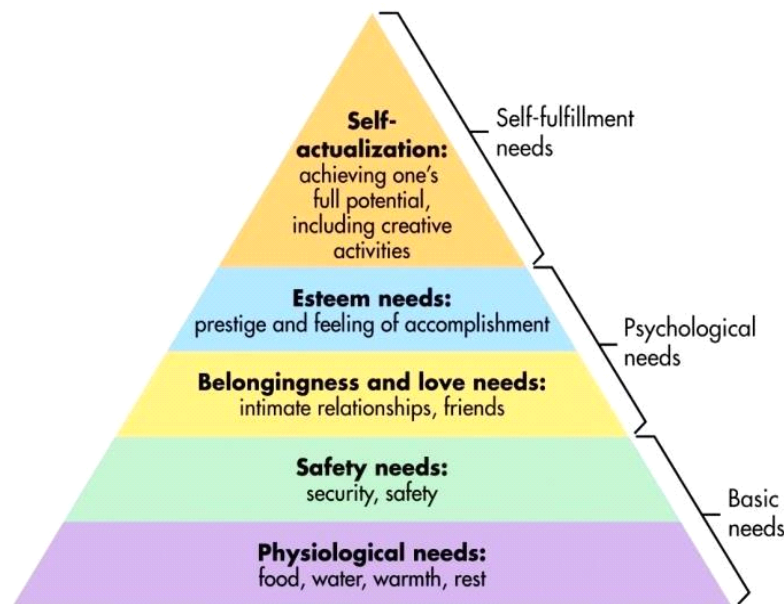 Self-
actualization:
achieving one's
full potential,
including creative
activities
Self-fulfillment
needs
Esteem needs:
prestige and feeling of accomplishment
Belongingness and love needs:
intimate relationships, friends
Psychological
needs
Safety needs:
security, safety
Physiological needs:
food, water, warmth, rest
Basic
needs